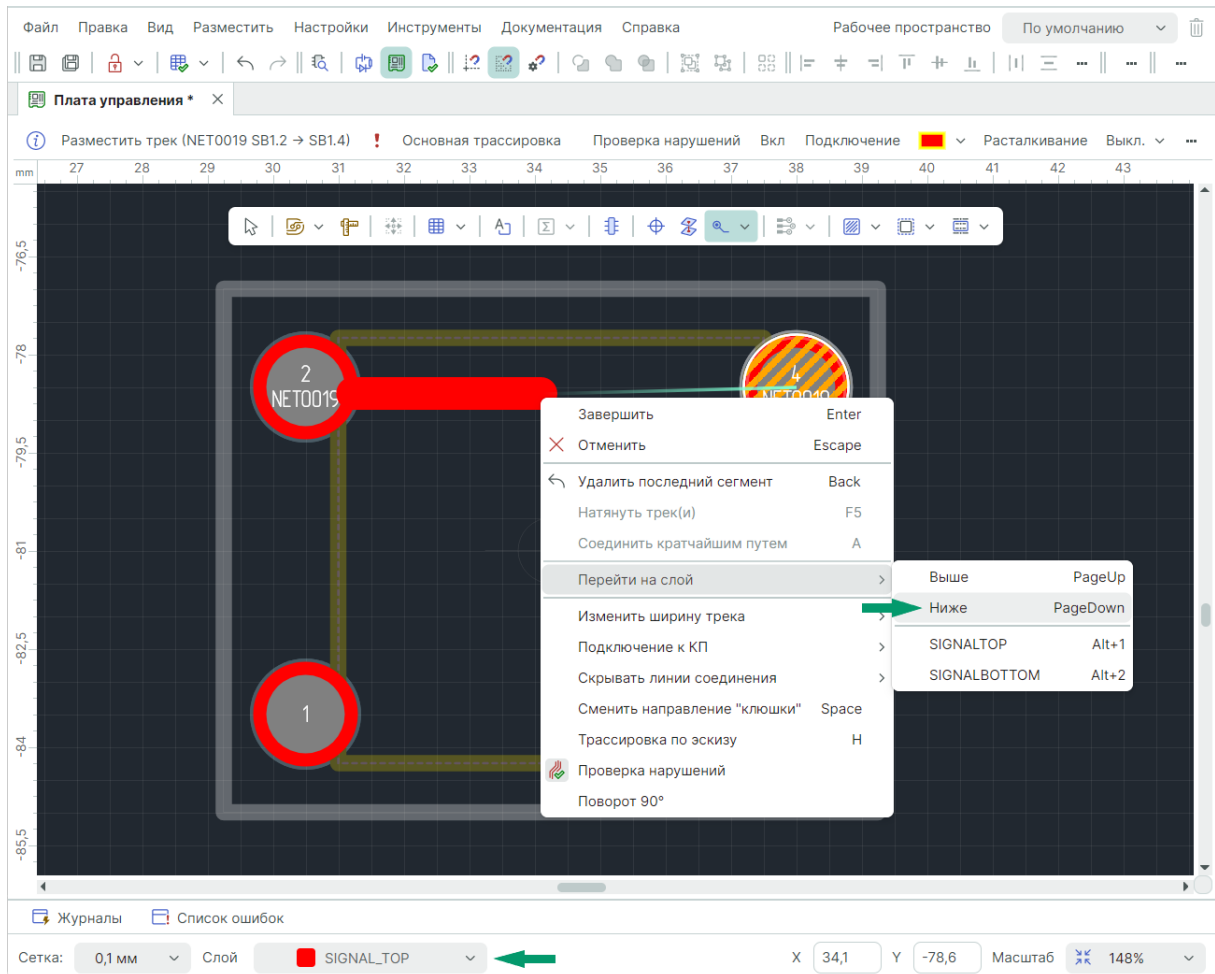 Файл Правка Вид Разместить Настройки Инструменты Документация Справка Рабочее пространство По умолчанию
Плата управления *
Разместить трек (NET0019 SB1.2 → SB1.4) ! Основная трассировка Проверка нарушений Вкл Подключение Расталкивание Выкл.
mm 27 28 29 30 31 32 33 34 35 36 37 38 39 40 41 42 43
-76,5
-78
-79,5
-81
-82,5
-84
-85,5
2
NET0019
4
NET0019
1
Завершить Enter
Отменить Escape
Удалить последний сегмент Back
Натянуть трек(и) F5
Соединить кратчайшим путем A
Перейти на слой
Изменить ширину трека
Подключение к КП
Скрывать линии соединения
Сменить направление "клюшки" Space
Трассировка по эскизу H
Проверка нарушений
Поворот 90°
Выше PageUp
Ниже PageDown
SIGNALTOP Alt+1
SIGNALBOTTOM Alt+2
Журналы Список ошибок
Сетка: 0,1 мм Слой SIGNAL_TOP X 34,1 Y -78,6 Масштаб 148%